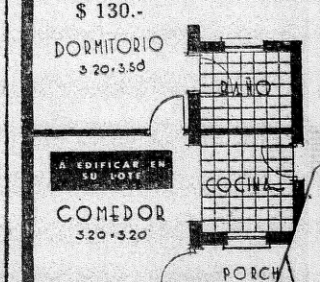 $ 130.-
DORMITORIO
3 20·3.50
BAÑO
A EDIFICAR EN
SU LOTE
COCINA
COMEDOR
3.20·3.20
PORCH